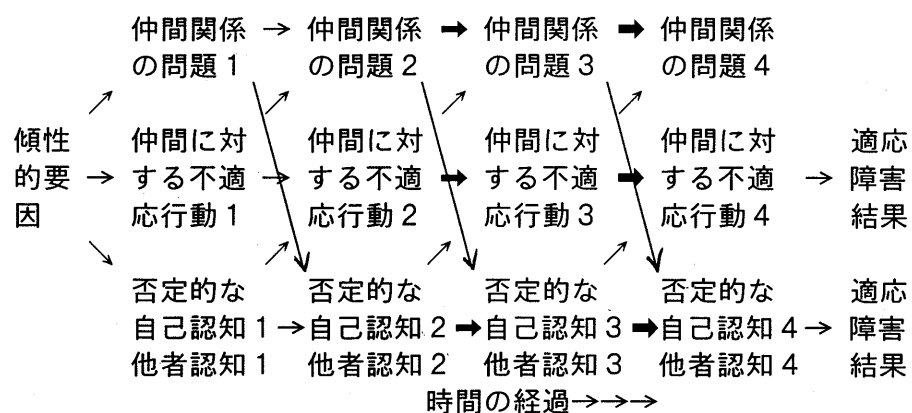 仲間関係 → 仲間関係 ➡ 仲間関係 ➡ 仲間関係
の問題1 の問題2 の問題3 の問題4
傾性 仲間に対 仲間に対 仲間に対 仲間に対 適応
的要 → する不適 → する不適 ➡ する不適 ➡ する不適 → 障害
因 応行動1 応行動2 応行動3 応行動4 結果
否定的な 否定的な 否定的な 否定的な 適応
自己認知1→自己認知2➡自己認知3➡自己認知4→障害
他者認知1 他者認知2 他者認知3 他者認知4 結果
時間の経過→→→